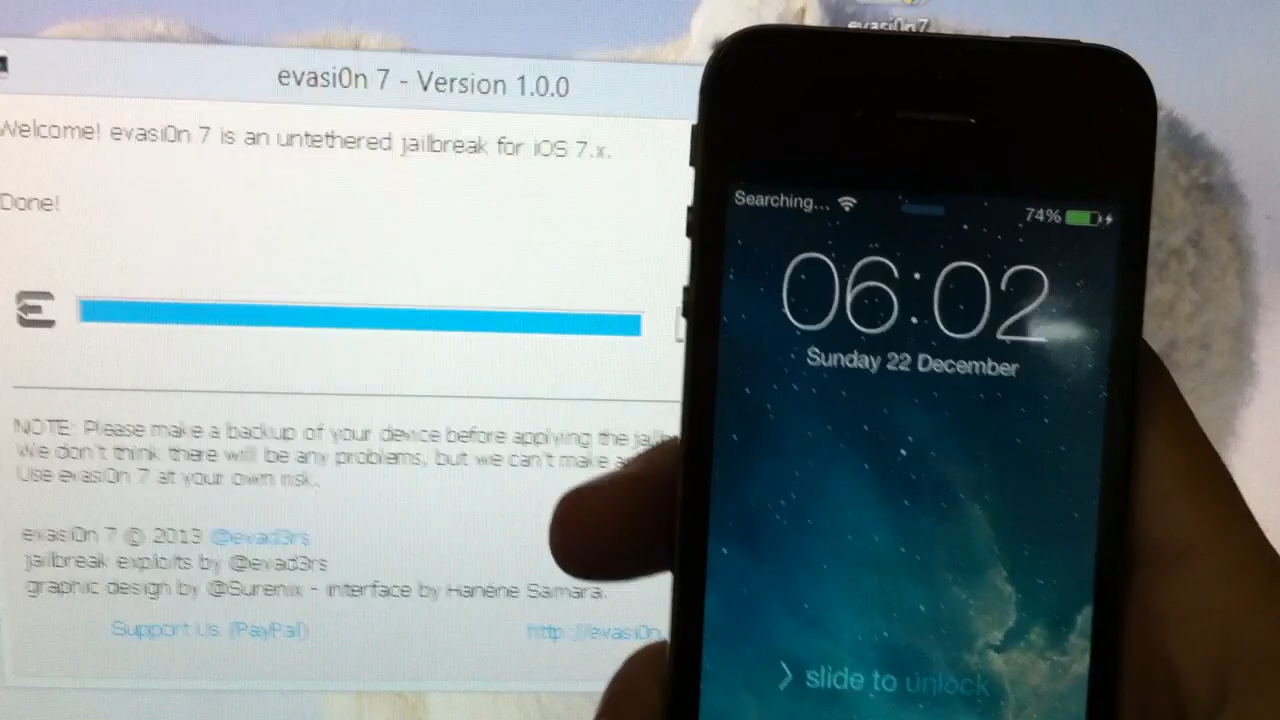 evasi0n7
evasi0n 7 - Version 1.0.0
Welcome! evasi0n 7 is an untethered jailbreak for iOS 7.x.
Done!
NOTE: Please make a backup of your device before applying the
We don't think there will be any problems, but we can't make
Use evasi0n 7 at your own risk.
evasi0n 7 © 2013 @evad3rs
jailbreak exploits by @evad3rs
graphic design by @Surenix - interface by Hanéne Samara.
Support Us (PayPal)
http://evasi0n.
Searching... 74%
06:02
Sunday 22 December
> slide to unlock